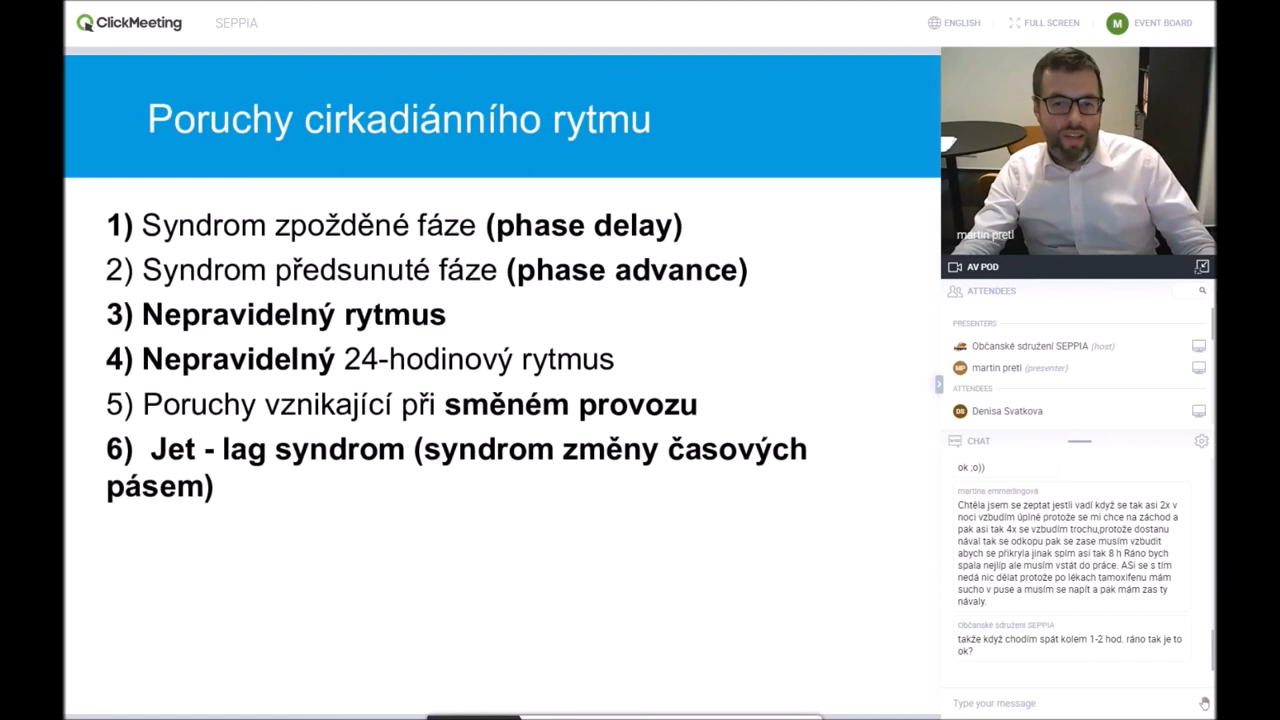 ClickMeeting
SEPPIA
ENGLISH
FULL SCREEN
M
EVENT BOARD
Poruchy cirkadiánního rytmu
1) Syndrom zpožděné fáze (phase delay)
2) Syndrom předsunuté fáze (phase advance)
3) Nepravidelný rytmus
4) Nepravidelný 24-hodinový rytmus
5) Poruchy vznikající při směném provozu
6) Jet - lag syndrom (syndrom změny časových
pásem)
martin pretl
AV POD
ATTENDEES
PRESENTERS
Občanské sdružení SEPPIA (host)
MP
martin pretl (presenter)
ATTENDEES
DS
Denisa Svatkova
CHAT
ok ;o))
martina emmerlingová
Chtěla jsem se zeptat jestli vadí když se tak asi 2x v
noci vzbudím úplně protože se mi chce na záchod a
pak asi tak 4x se vzbudím trochu,protože dostanu
nával tak se odkopu pak se zase musím vzbudit
abych se přikryla jinak spím asi tak 8 h Ráno bych
spala nejlíp ale musím vstát do práce. ASi se s tím
nedá nic dělat protože po lékach tamoxifenu mám
sucho v puse a musím se napít a pak mám zas ty
návaly.
Občanské sdružení SEPPIA
takže když chodím spát kolem 1-2 hod. ráno tak je to
ok?
Type your message